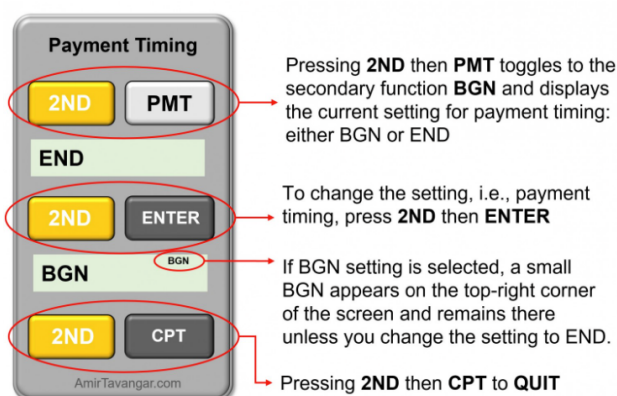 Payment Timing
2ND PMT
Pressing 2ND then PMT toggles to the
secondary function BGN and displays
the current setting for payment timing:
either BGN or END
END
2ND ENTER
To change the setting, i.e., payment
timing, press 2ND then ENTER
BGN
BGN
If BGN setting is selected, a small
BGN appears on the top-right corner
of the screen and remains there
unless you change the setting to END.
2ND CPT
AmirTavangar.com
Pressing 2ND then CPT to QUIT